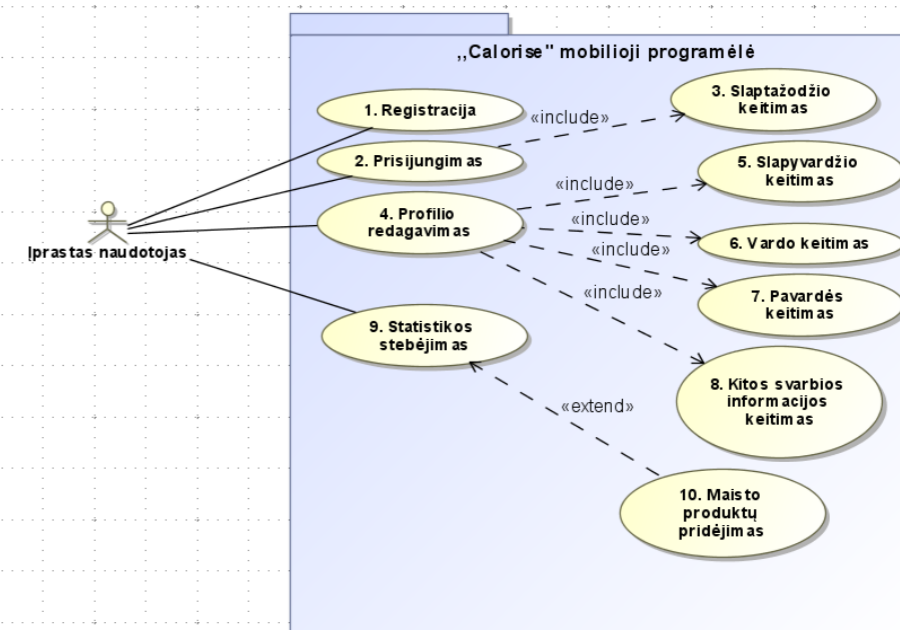 ,,Calorise" mobilioji programėlė
1. Registracija
2. Prisijungimas
3. Slaptažodžio
keitimas
«include»
4. Profilio
redagavimas
5. Slapyvardžio
keitimas
«include»
6. Vardo keitimas
«include»
7. Pavardės
keitimas
«include»
8. Kitos svarbios
informacijos
keitimas
«include»
Įprastas naudotojas
9. Statistikos
stebėjimas
«extend»
10. Maisto
produktų
pridėjimas